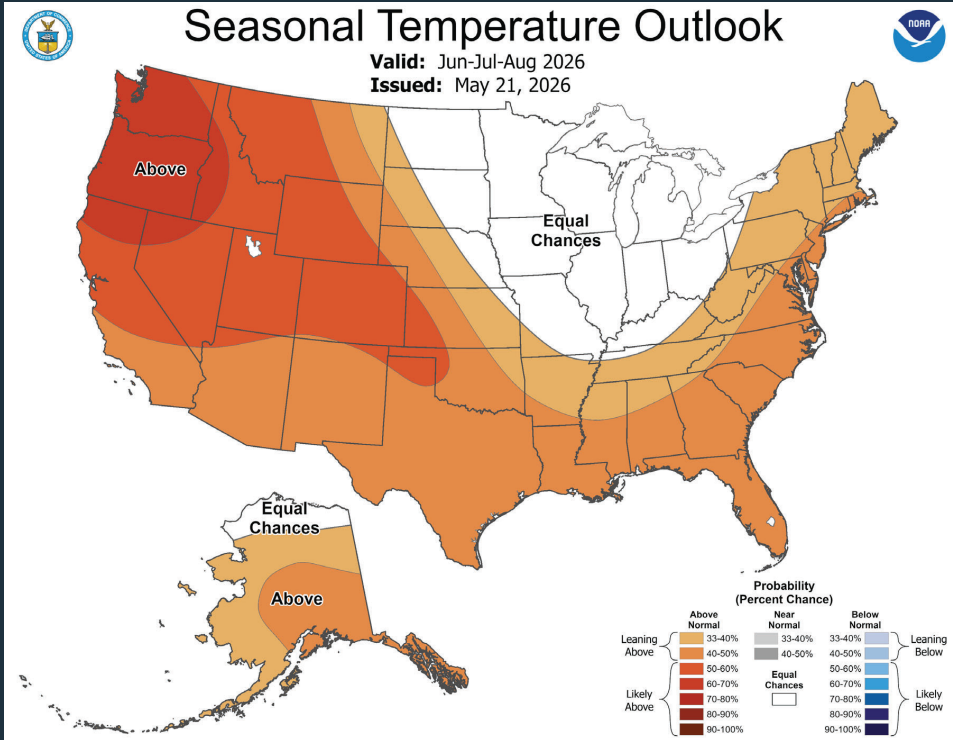 Seasonal Temperature Outlook
Valid: Jun-Jul-Aug 2026
Issued: May 21, 2026
NOAA
Above
Equal
Chances
Equal
Chances
Above
Probability
(Percent Chance)
Above
Normal
Near
Normal
Below
Normal
Leaning
Above
33-40%
40-50%
33-40%
40-50%
33-40%
40-50%
Leaning
Below
Likely
Above
50-60%
60-70%
70-80%
80-90%
90-100%
Equal
Chances
50-60%
60-70%
70-80%
80-90%
90-100%
Likely
Below